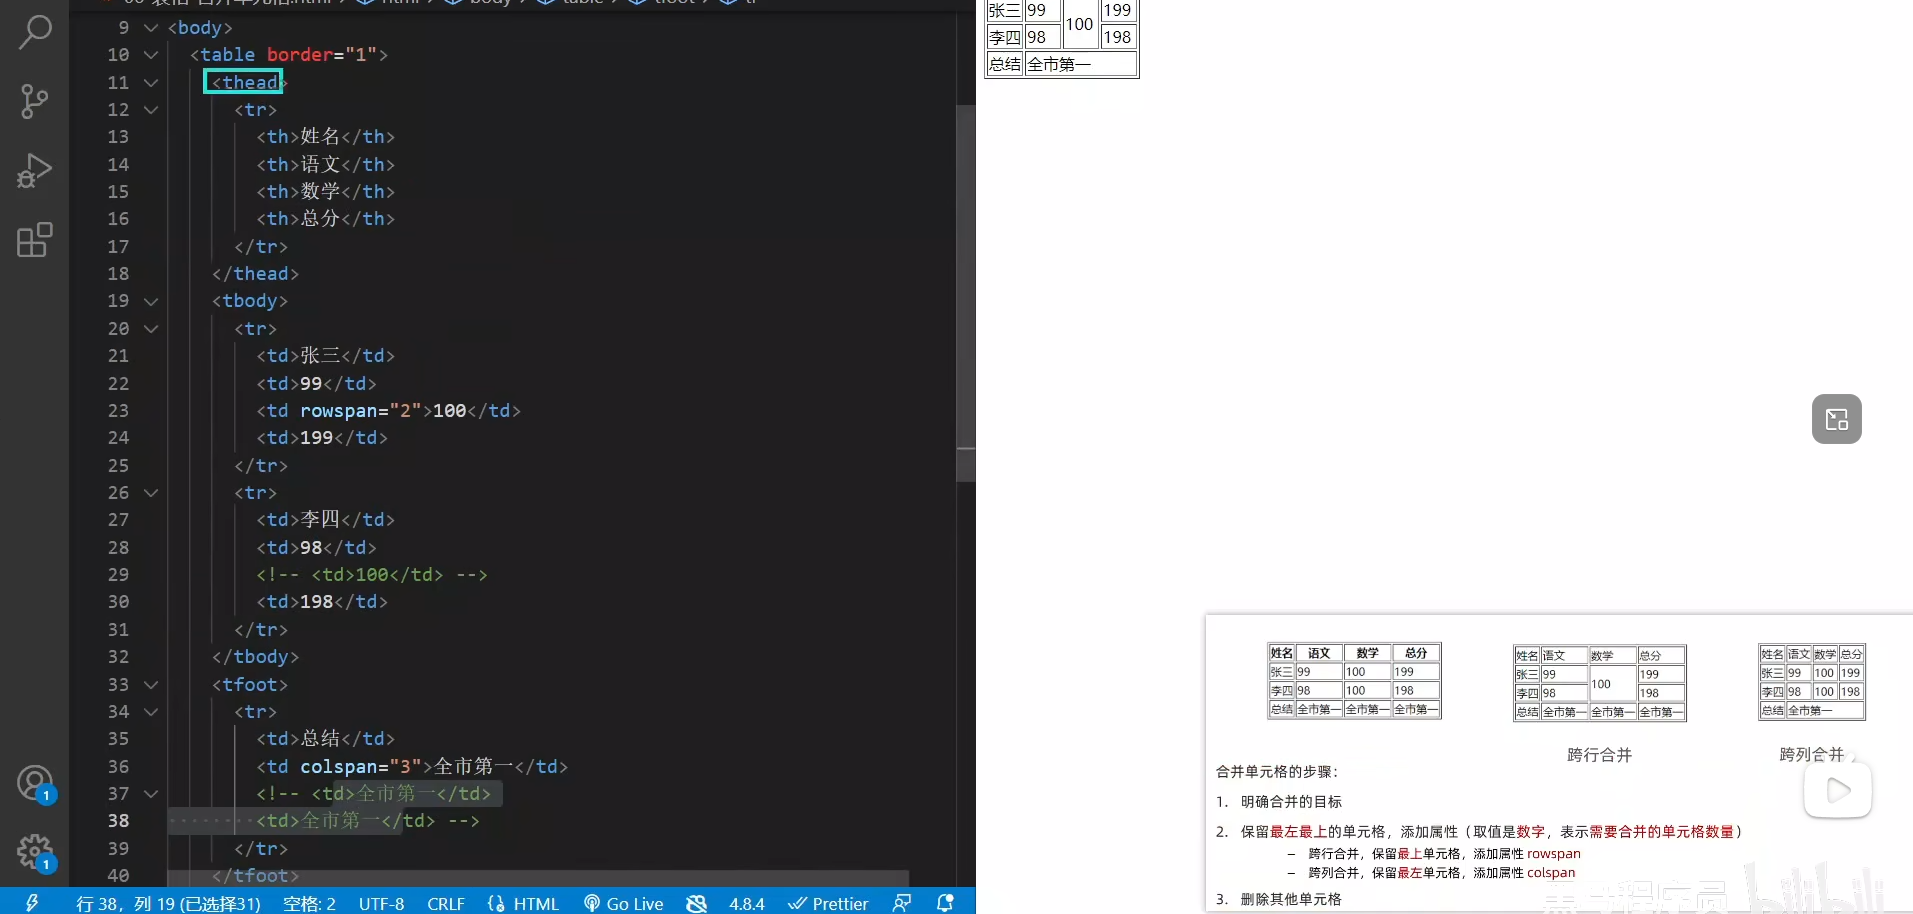 9 <body>
10 <table border="1">
11 <thead>
12 <tr>
13 <th>姓名</th>
14 <th>语文</th>
15 <th>数学</th>
16 <th>总分</th>
17 </tr>
18 </thead>
19 <tbody>
20 <tr>
21 <td>张三</td>
22 <td>99</td>
23 <td rowspan="2">100</td>
24 <td>199</td>
25 </tr>
26 <tr>
27 <td>李四</td>
28 <td>98</td>
29 <!-- <td>100</td> -->
30 <td>198</td>
31 </tr>
32 </tbody>
33 <tfoot>
34 <tr>
35 <td>总结</td>
36 <td colspan="3">全市第一</td>
37 <!-- <td>全市第一</td>
38 <td>全市第一</td> -->
39 </tr>
40 </tfoot>
1
1
行 38，列 19 (已选择31) 空格: 2 UTF-8 CRLF HTML Go Live 4.8.4 Prettier
张三 99 100 199
李四 98 198
总结 全市第一
姓名 语文 数学 总分
张三 99 100 199
李四 98 100 198
总结 全市第一 全市第一 全市第一
姓名 语文 数学 总分
张三 99 100 199
李四 98 198
总结 全市第一 全市第一 全市第一
跨行合并
姓名 语文 数学 总分
张三 99 100 199
李四 98 100 198
总结 全市第一
跨列合并
合并单元格的步骤：
1. 明确合并的目标
2. 保留最左最上的单元格，添加属性（取值是数字，表示需要合并的单元格数量）
– 跨行合并，保留最上单元格，添加属性 rowspan
– 跨列合并，保留最左单元格，添加属性 colspan
3. 删除其他单元格
bilibili